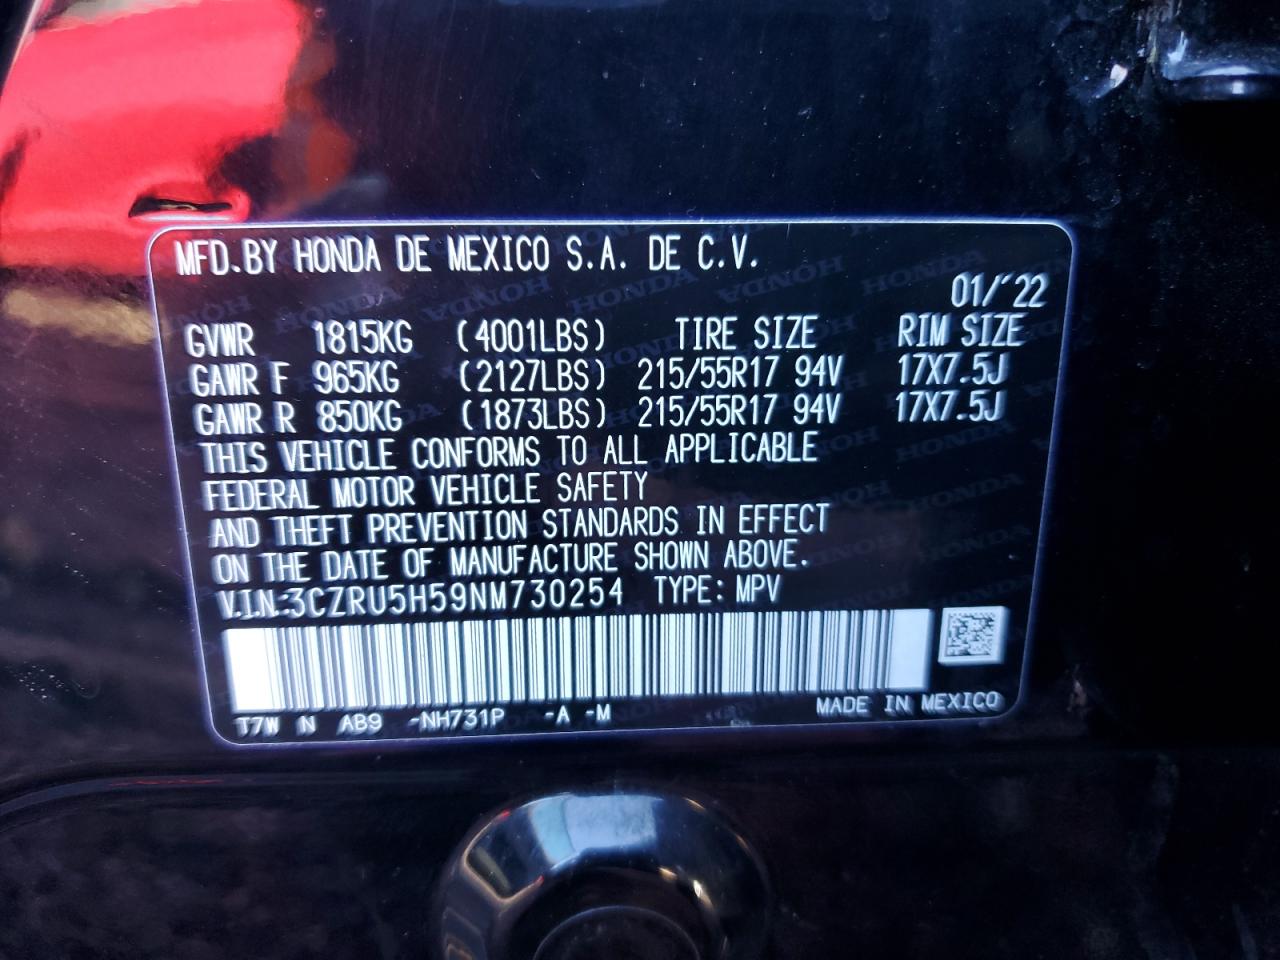 MFD.BY HONDA DE MEXICO S.A. DE C.V.
01/'22
GVWR 1815KG (4001LBS) TIRE SIZE RIM SIZE
GAWR F 965KG (2127LBS) 215/55R17 94V 17X7.5J
GAWR R 850KG (1873LBS) 215/55R17 94V 17X7.5J
THIS VEHICLE CONFORMS TO ALL APPLICABLE
FEDERAL MOTOR VEHICLE SAFETY
AND THEFT PREVENTION STANDARDS IN EFFECT
ON THE DATE OF MANUFACTURE SHOWN ABOVE.
V.I.N.:3CZRU5H59NM730254 TYPE: MPV
T7W N AB9 -NH731P -A -M MADE IN MEXICO